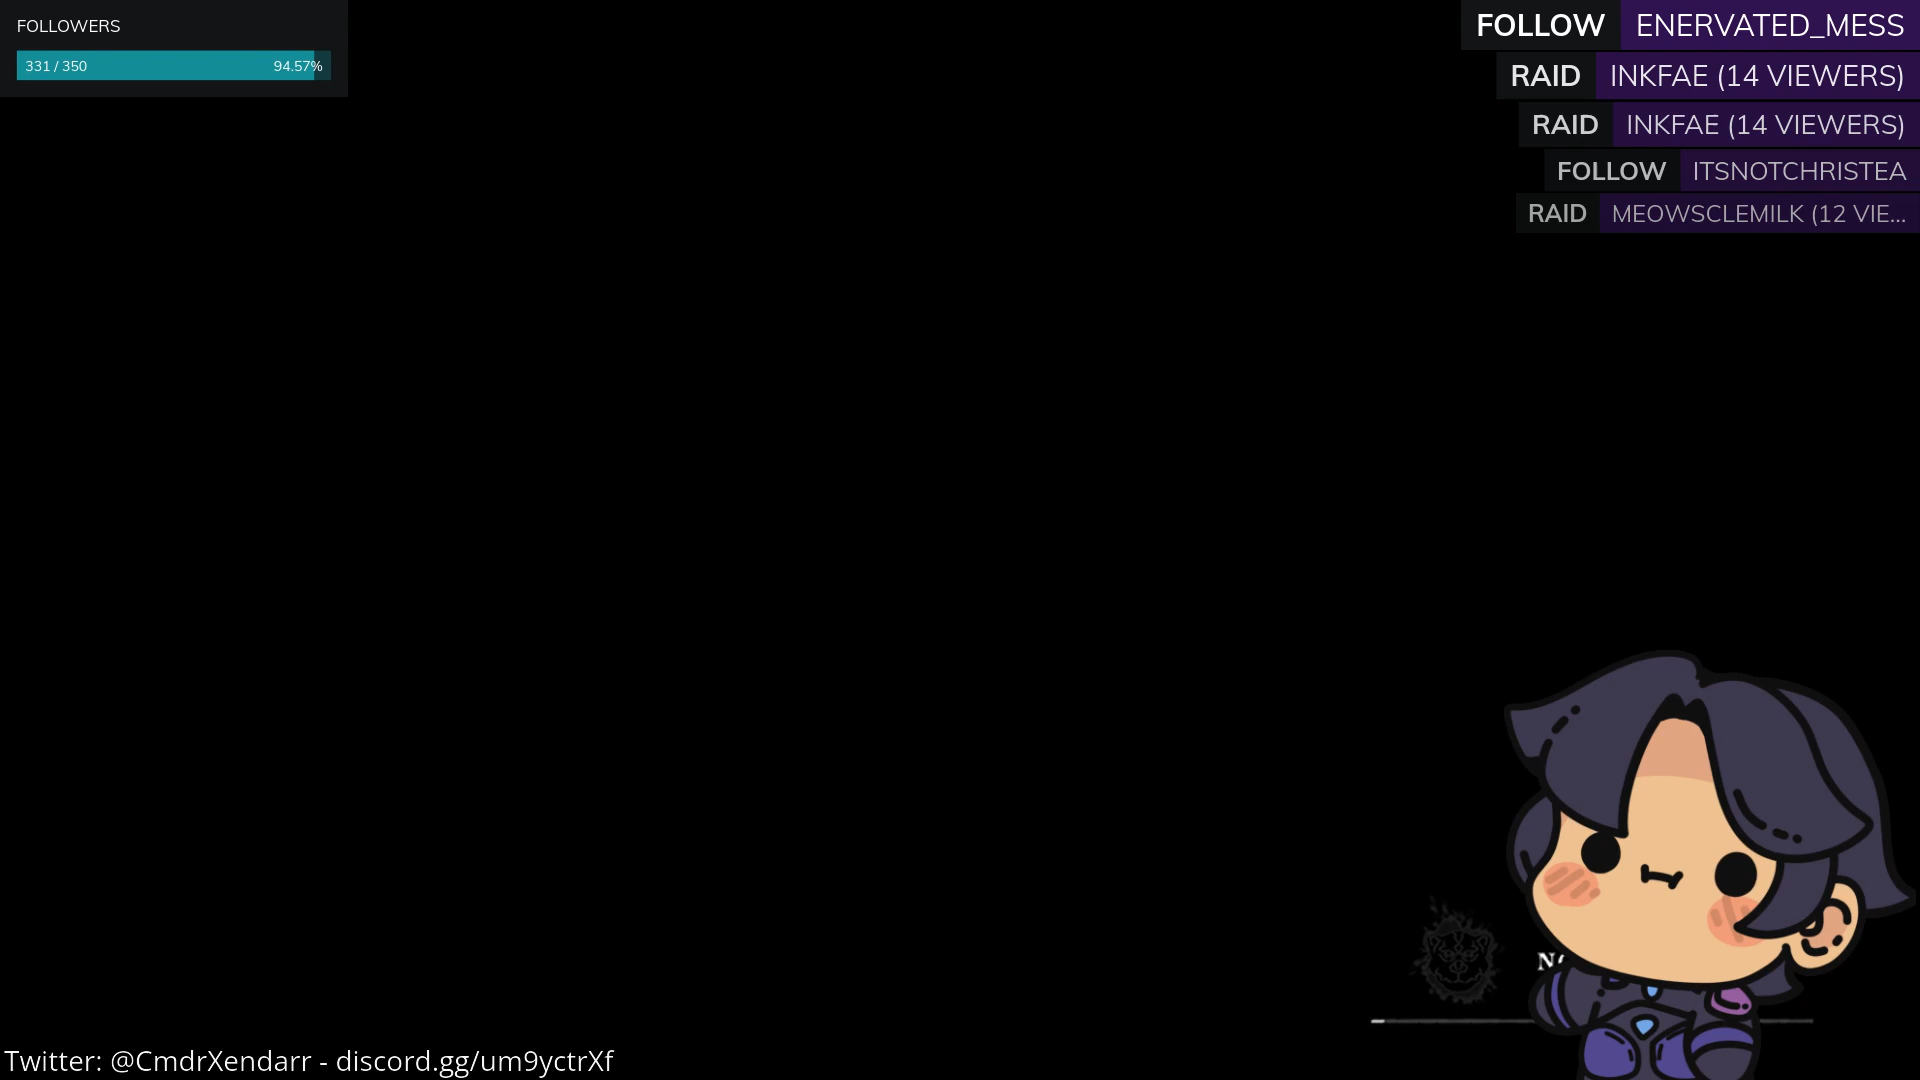 FOLLOWERS
331 / 350 94.57%
FOLLOW ENERVATED_MESS
RAID INKFAE (14 VIEWERS)
RAID INKFAE (14 VIEWERS)
FOLLOW ITSNOTCHRISTEA
RAID MEOWSCLEMILK (12 VIE...
Twitter: @CmdrXendarr - discord.gg/um9yctrXf